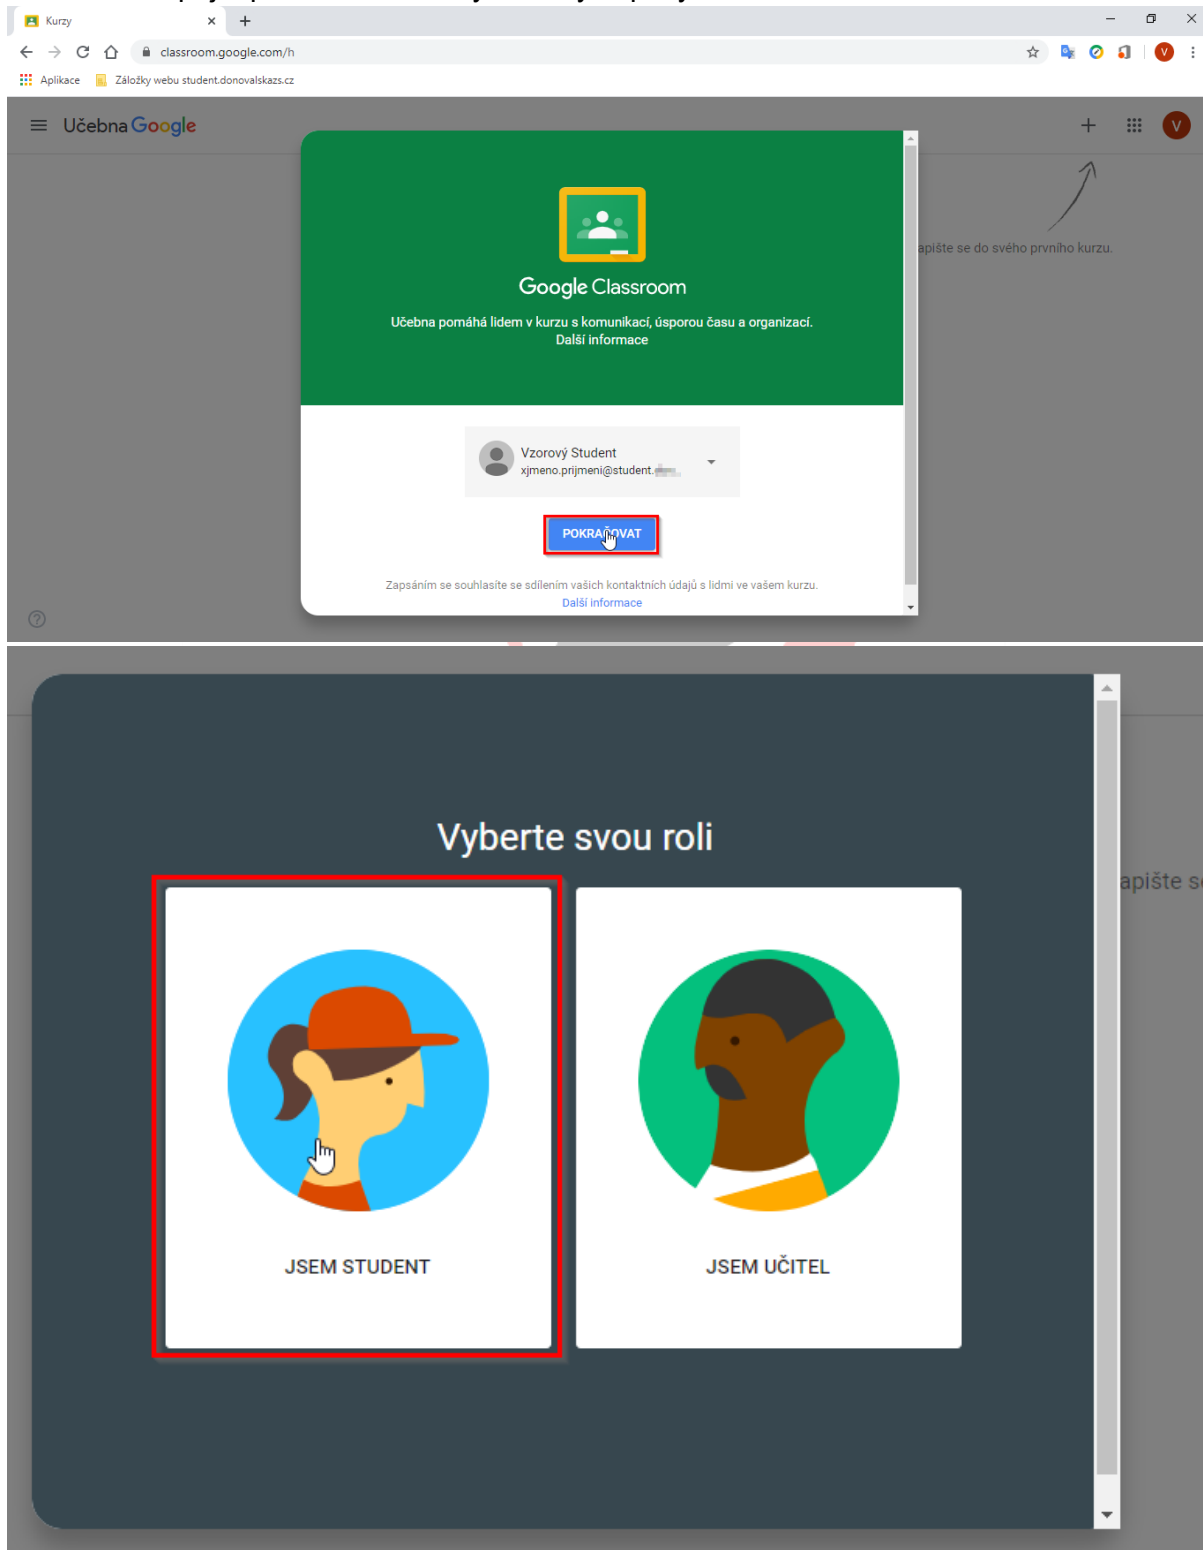 Kurzy
classroom.google.com/h
V
Aplikace
Záložky webu student.donovalskazs.cz
Učebna Google
V
Google Classroom
Učebna pomáhá lidem v kurzu s komunikací, úsporou času a organizací.
Další informace
apište se do svého prvního kurzu.
Vzorový Student
xjmeno.prijmeni@student.
POKRAČOVAT
Zapsáním se souhlasíte se sdílením vašich kontaktních údajů s lidmi ve vašem kurzu.
Další informace
Vyberte svou roli
apište se
JSEM STUDENT
JSEM UČITEL